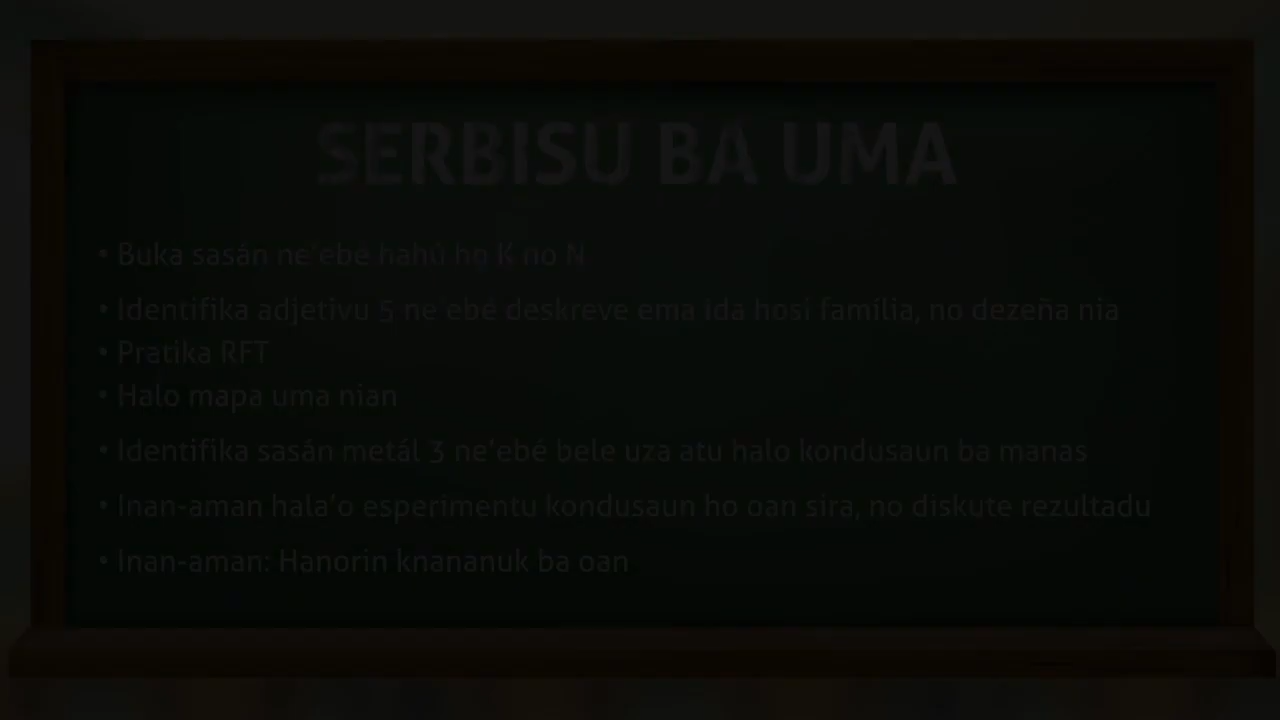 SERBISU BA UMA
• Buka sasán ne'ebé hahú ho K no N
• Identifika adjetivu 5 ne'ebé deskreve ema ida hosi família, no dezeña nia
• Pratika RFT
• Halo mapa uma nian
• Identifika sasán metál 3 ne'ebé bele uza atu halo kondusaun ba manas
• Inan-aman hala'o esperimentu kondusaun ho oan sira, no diskute rezultadu
• Inan-aman: Hanorin knananuk ba oan